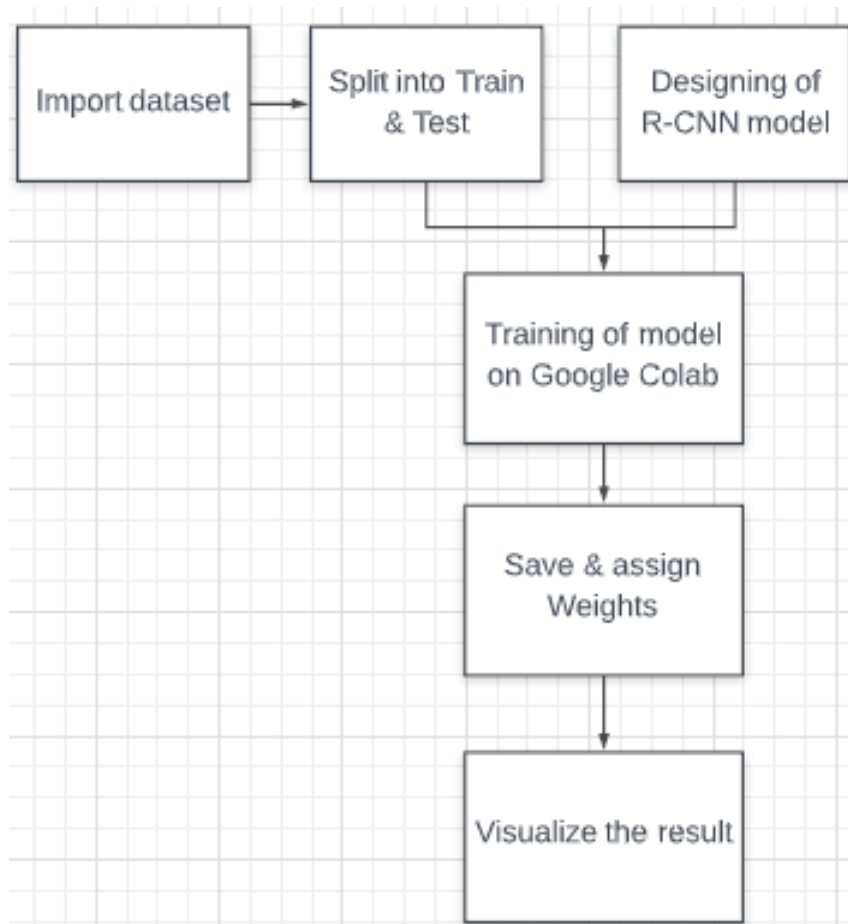 Import dataset
Split into Train
& Test
Designing of
R-CNN model
Training of model
on Google Colab
Save & assign
Weights
Visualize the result